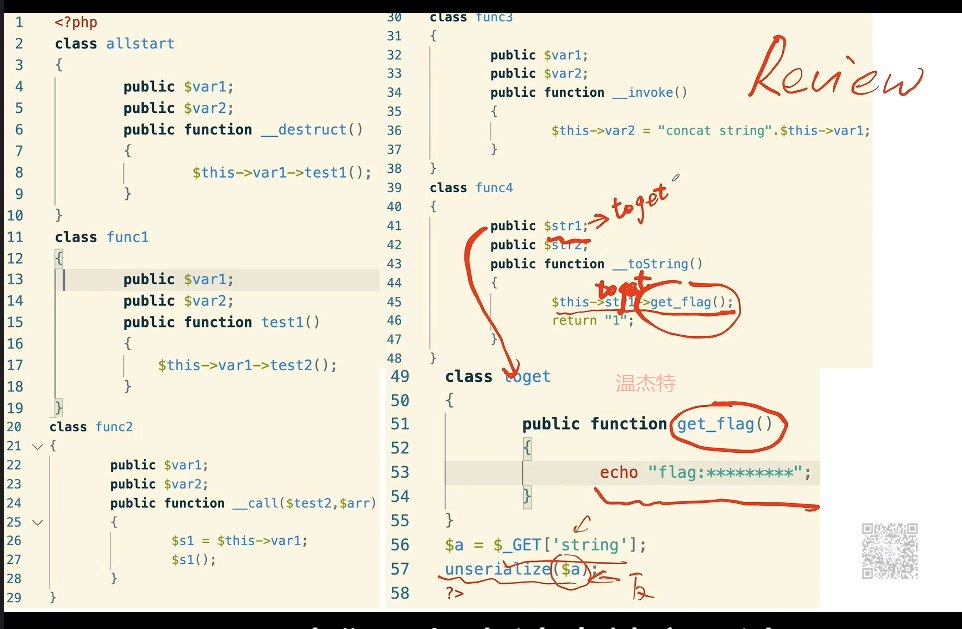 1 <?php
2 class allstart
3 {
4 public $var1;
5 public $var2;
6 public function __destruct()
7 {
8 $this->var1->test1();
9 }
10 }
11 class func1
12 {
13 public $var1;
14 public $var2;
15 public function test1()
16 {
17 $this->var1->test2();
18 }
19 }
20 class func2
21 {
22 public $var1;
23 public $var2;
24 public function __call($test2,$arr)
25 {
26 $s1 = $this->var1;
27 $s1();
28 }
29 }
30 class func3
31 {
32 public $var1;
33 public $var2;
34 public function __invoke()
35 {
36 $this->var2 = "concat string".$this->var1;
37 }
38 }
39 class func4
40 {
41 public $str1; → toget
42 public $str2;
43 public function __toString()
44 {
toget
45 $this->str1->get_flag();
46 return "1";
47 }
48 }
49 class toget
温杰特
50 {
51 public function get_flag()
52 {
53 echo "flag:*********";
54 }
55 }
56 $a = $_GET['string'];
57 unserialize($a);
58 ?>
Review